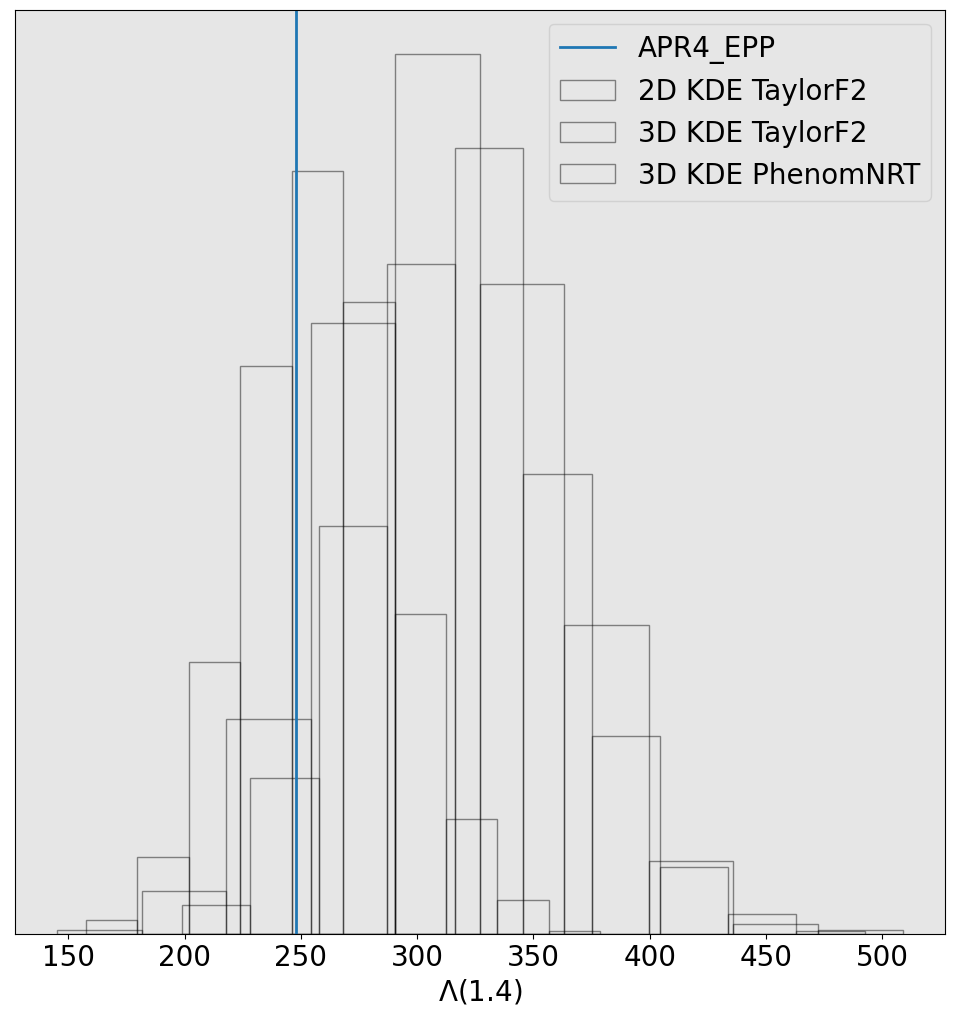 APR4_EPP
2D KDE TaylorF2
3D KDE TaylorF2
3D KDE PhenomNRT
150 200 250 300 350 400 450 500
Λ(1.4)